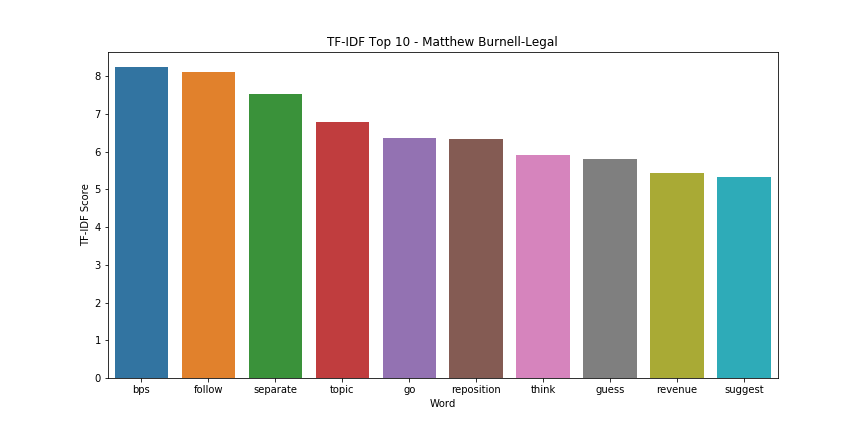 TF-IDF Top 10 - Matthew Burnell-Legal
TF-IDF Score
8
7
6
5
4
3
2
1
0
bps follow separate topic go reposition think guess revenue suggest
Word